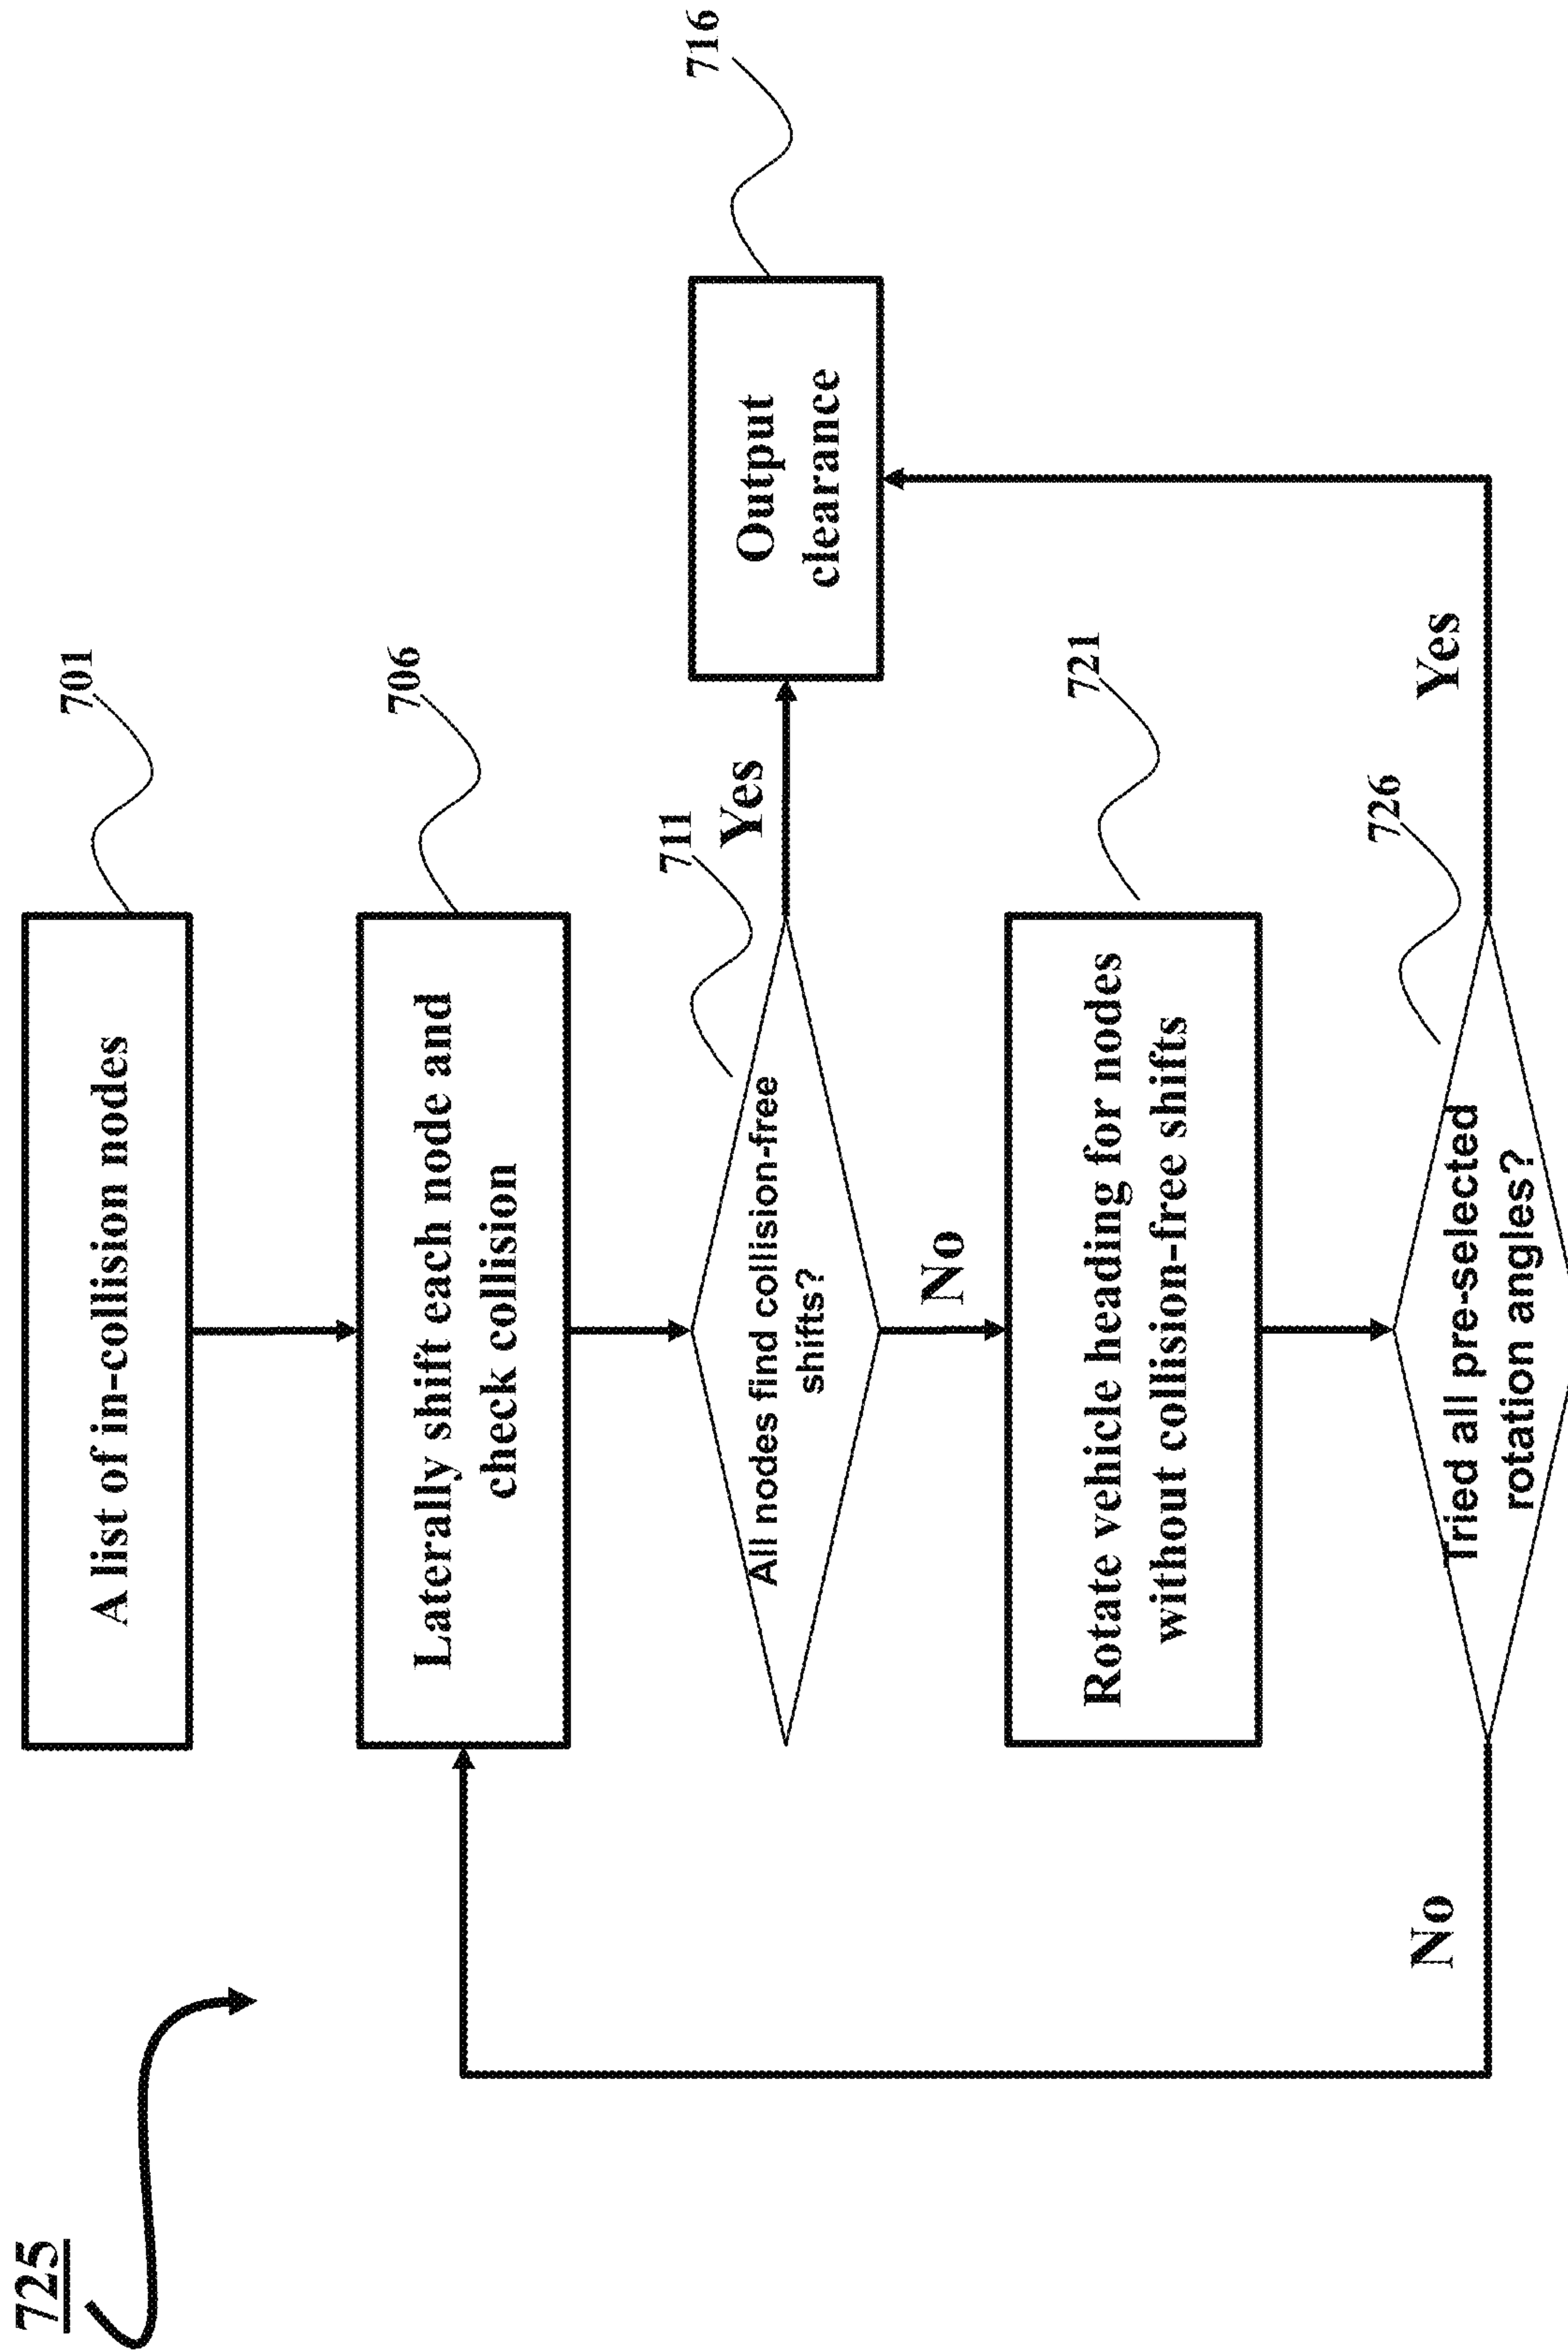 725
A list of in-collision nodes
701
Laterally shift each node and
check collision
706
All nodes find collision-free
shifts?
711
Yes
Output
clearance
716
No
Rotate vehicle heading for nodes
without collision-free shifts
721
Tried all pre-selected
rotation angles?
726
No
Yes